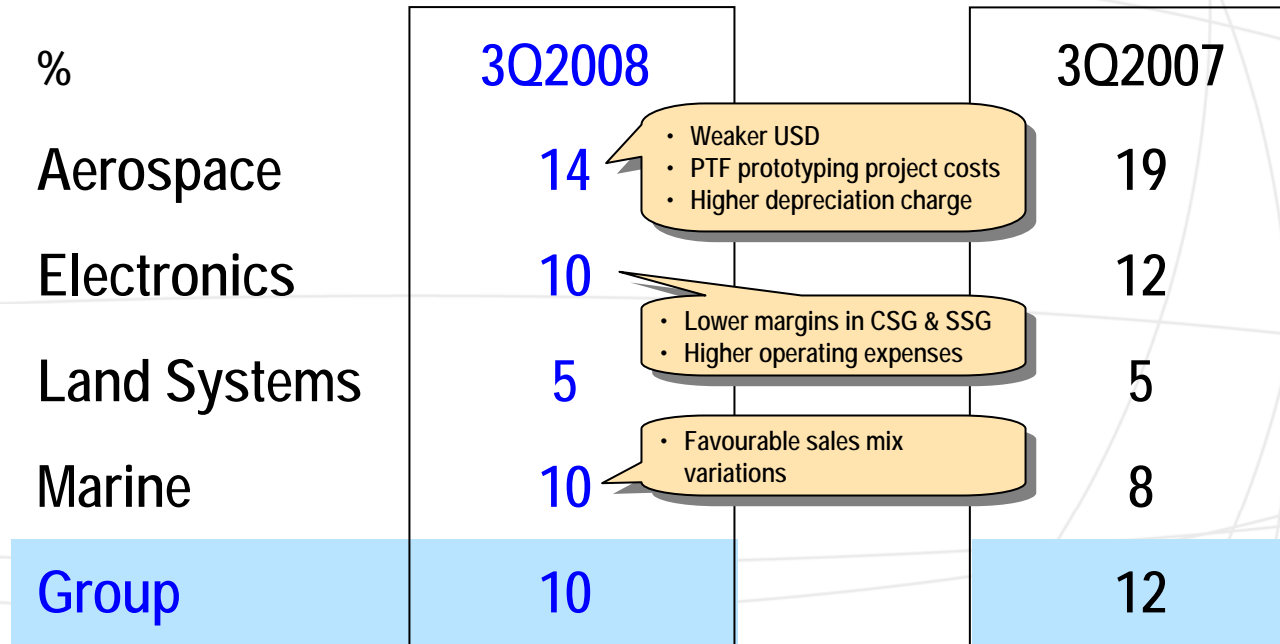 % 3Q2008 3Q2007
Aerospace 14 19
• Weaker USD
• PTF prototyping project costs
• Higher depreciation charge
Electronics 10 12
• Lower margins in CSG & SSG
• Higher operating expenses
Land Systems 5 5
• Favourable sales mix
variations
Marine 10 8
Group 10 12